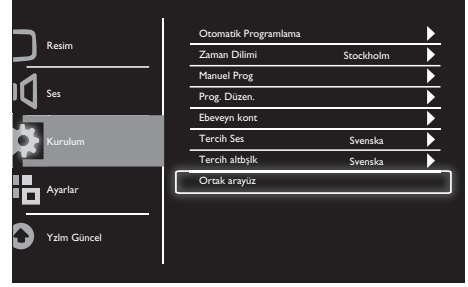 Resim
Ses
Kurulum
Ayarlar
Yzlm Güncel
Otomatik Programlama
Zaman Dilimi Stockholm
Manuel Prog
Prog. Düzen.
Ebeveyn kont
Tercih Ses Svenska
Tercih altbşlk Svenska
Ortak arayüz